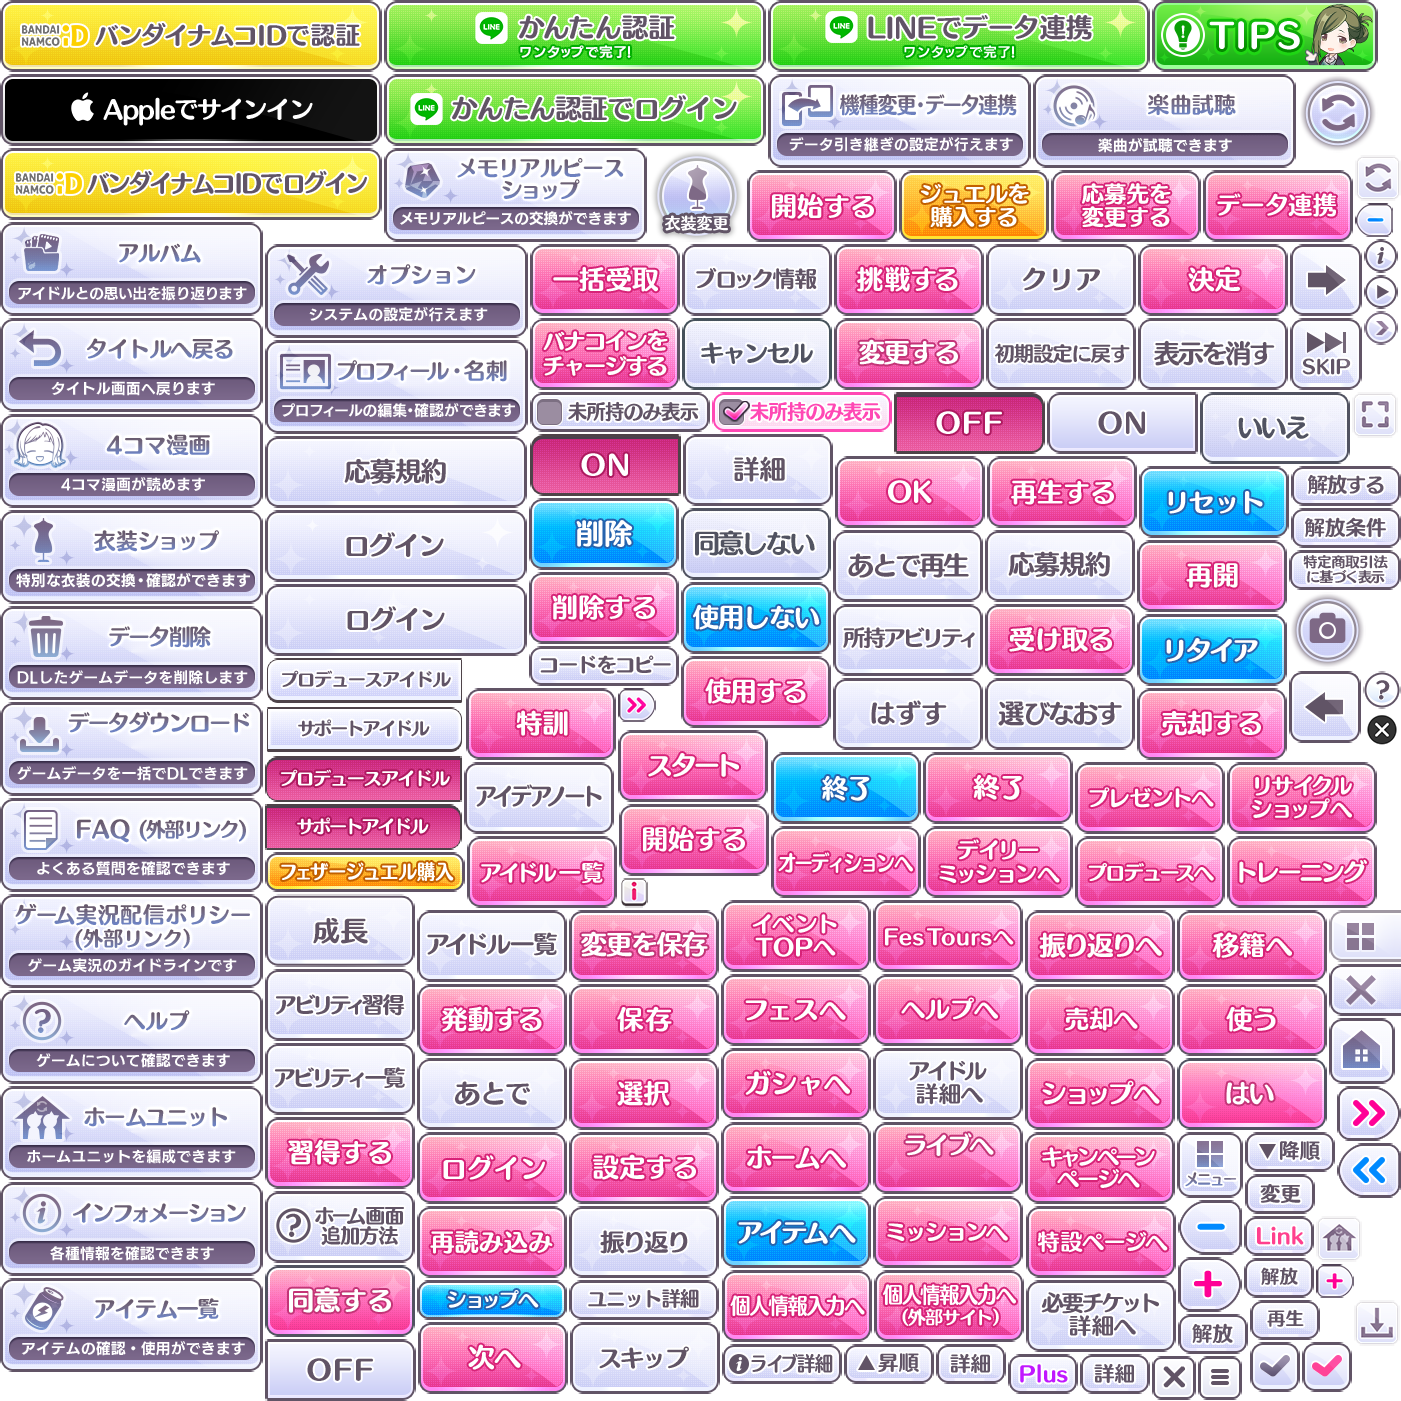 BANDAI NAMCO iD バンダイナムコIDで認証
LINE かんたん認証
ワンタップで完了!
LINE LINEでデータ連携
ワンタップで完了!
TIPS
Appleでサインイン
LINE かんたん認証でログイン
機種変更・データ連携
データ引き継ぎの設定が行えます
楽曲試聴
楽曲が試聴できます
BANDAI NAMCO iD バンダイナムコIDでログイン
メモリアルピース
ショップ
メモリアルピースの交換ができます
衣装変更
開始する
ジュエルを
購入する
応募先を
変更する
データ連携
アルバム
アイドルとの思い出を振り返ります
オプション
システムの設定が行えます
一括受取
ブロック情報
挑戦する
クリア
決定
タイトルへ戻る
タイトル画面へ戻ります
プロフィール・名刺
プロフィールの編集・確認ができます
バナコインを
チャージする
キャンセル
変更する
初期設定に戻す
表示を消す
SKIP
未所持のみ表示
未所持のみ表示
OFF
ON
いいえ
4コマ漫画
4コマ漫画が読めます
応募規約
ON
詳細
OK
再生する
リセット
解放する
解放条件
衣装ショップ
特別な衣装の交換・確認ができます
ログイン
削除
同意しない
あとで再生
応募規約
再開
特定商取引法
に基づく表示
データ削除
DLしたゲームデータを削除します
ログイン
削除する
使用しない
所持アビリティ
受け取る
リタイア
コードをコピー
プロデュースアイドル
使用する
はずす
選びなおす
売却する
データダウンロード
ゲームデータを一括でDLできます
サポートアイドル
特訓
スタート
プロデュースアイドル
アイデアノート
終了
終了
プレゼントへ
リサイクル
ショップへ
FAQ (外部リンク)
よくある質問を確認できます
サポートアイドル
開始する
フェザージュエル購入
アイドル一覧
オーディションへ
デイリー
ミッションへ
プロデュースへ
トレーニング
ゲーム実況配信ポリシー
(外部リンク)
ゲーム実況のガイドラインです
成長
アイドル一覧
変更を保存
イベント
TOPへ
Fes Toursへ
振り返りへ
移籍へ
ヘルプ
ゲームについて確認できます
アビリティ習得
発動する
保存
フェスへ
ヘルプへ
売却へ
使う
アビリティ一覧
あとで
選択
ガシャへ
アイドル
詳細へ
ショップへ
はい
ホームユニット
ホームユニットを編成できます
習得する
ログイン
設定する
ホームへ
ライブへ
キャンペーン
ページへ
メニュー
▼降順
変更
インフォメーション
各種情報を確認できます
ホーム画面
追加方法
再読み込み
振り返り
アイテムへ
ミッションへ
特設ページへ
Link
アイテム一覧
アイテムの確認・使用ができます
同意する
ショップへ
ユニット詳細
個人情報入力へ
個人情報入力へ
(外部サイト)
必要チケット
詳細へ
解放
再生
解放
OFF
次へ
スキップ
ライブ詳細
▲昇順
詳細
Plus
詳細